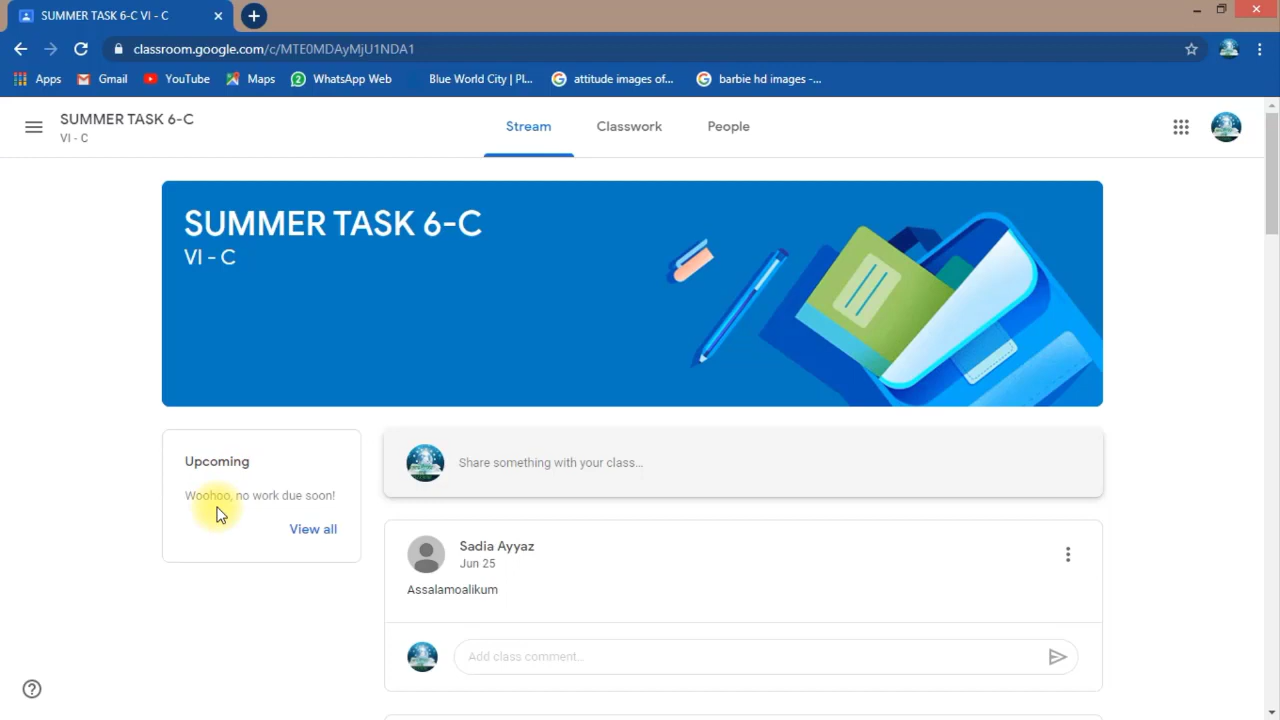 SUMMER TASK 6-C VI - C
classroom.google.com/c/MTE0MDAyMjU1NDA1
Apps Gmail YouTube Maps WhatsApp Web Blue World City | Pl... attitude images of... barbie hd images -...
SUMMER TASK 6-C
VI - C
Stream Classwork People
SUMMER TASK 6-C
VI - C
Upcoming
Woohoo, no work due soon!
View all
Share something with your class...
Sadia Ayyaz
Jun 25
Assalamoalikum
Add class comment...